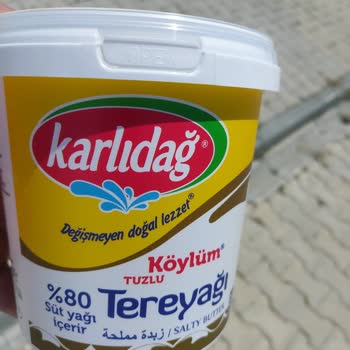 karlıdağ®
Değişmeyen doğal lezzet®
Köylüm®
TUZLU
Tereyağı
%80
Süt yağı
içerir
زبدة مملحة / SALTY BUTTER